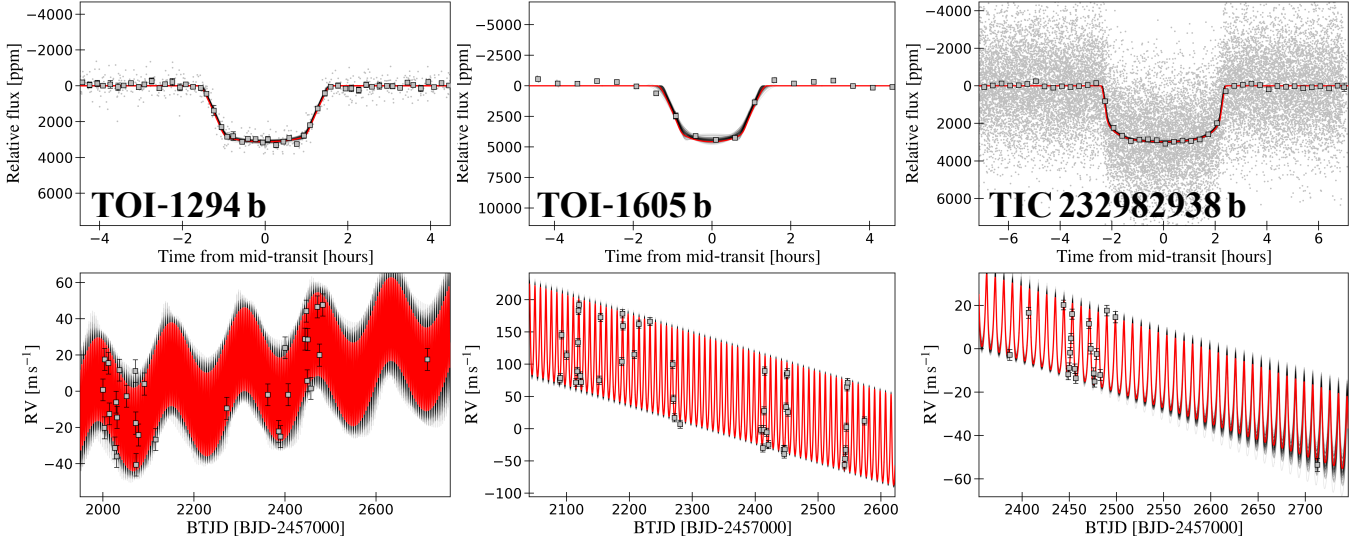 −4000
−2000
0
2000
4000
6000
Relative flux [ppm]
TOI-1294 b
−4 −2 0 2 4
Time from mid-transit [hours]
−5000
−2500
0
2500
5000
7500
10000
Relative flux [ppm]
TOI-1605 b
−4 −2 0 2 4
Time from mid-transit [hours]
−4000
−2000
0
2000
4000
6000
Relative flux [ppm]
TIC 232982938 b
−6 −4 −2 0 2 4 6
Time from mid-transit [hours]
60
40
20
0
−20
−40
RV [m s⁻¹]
2000 2200 2400 2600
BTJD [BJD-2457000]
200
150
100
50
0
−50
−100
RV [m s⁻¹]
2100 2200 2300 2400 2500 2600
BTJD [BJD-2457000]
20
0
−20
−40
−60
RV [m s⁻¹]
2400 2450 2500 2550 2600 2650 2700
BTJD [BJD-2457000]